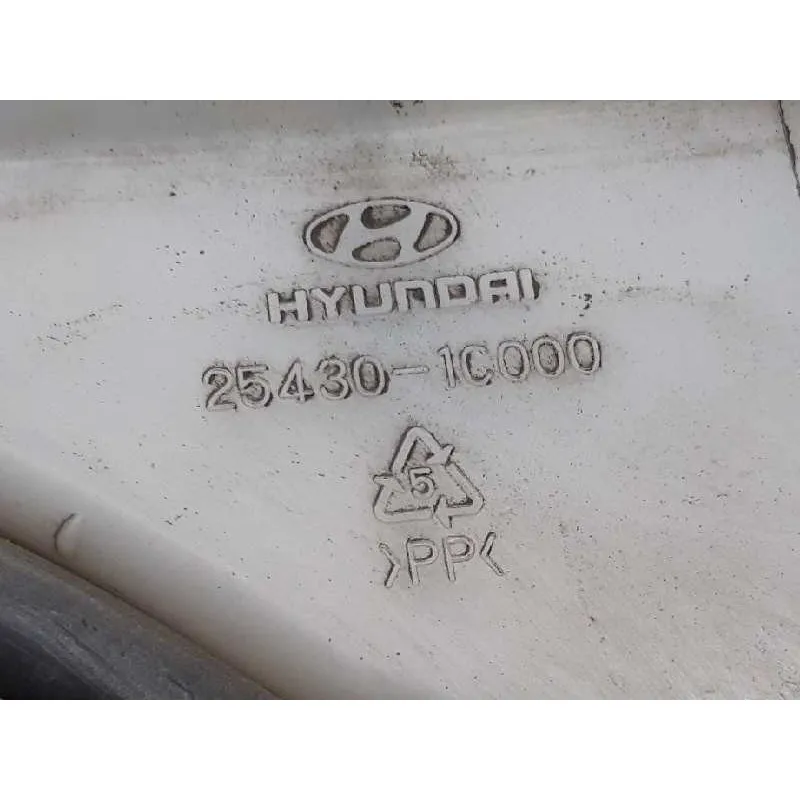 HYUNDAI
25430-1C000
5
>PP<